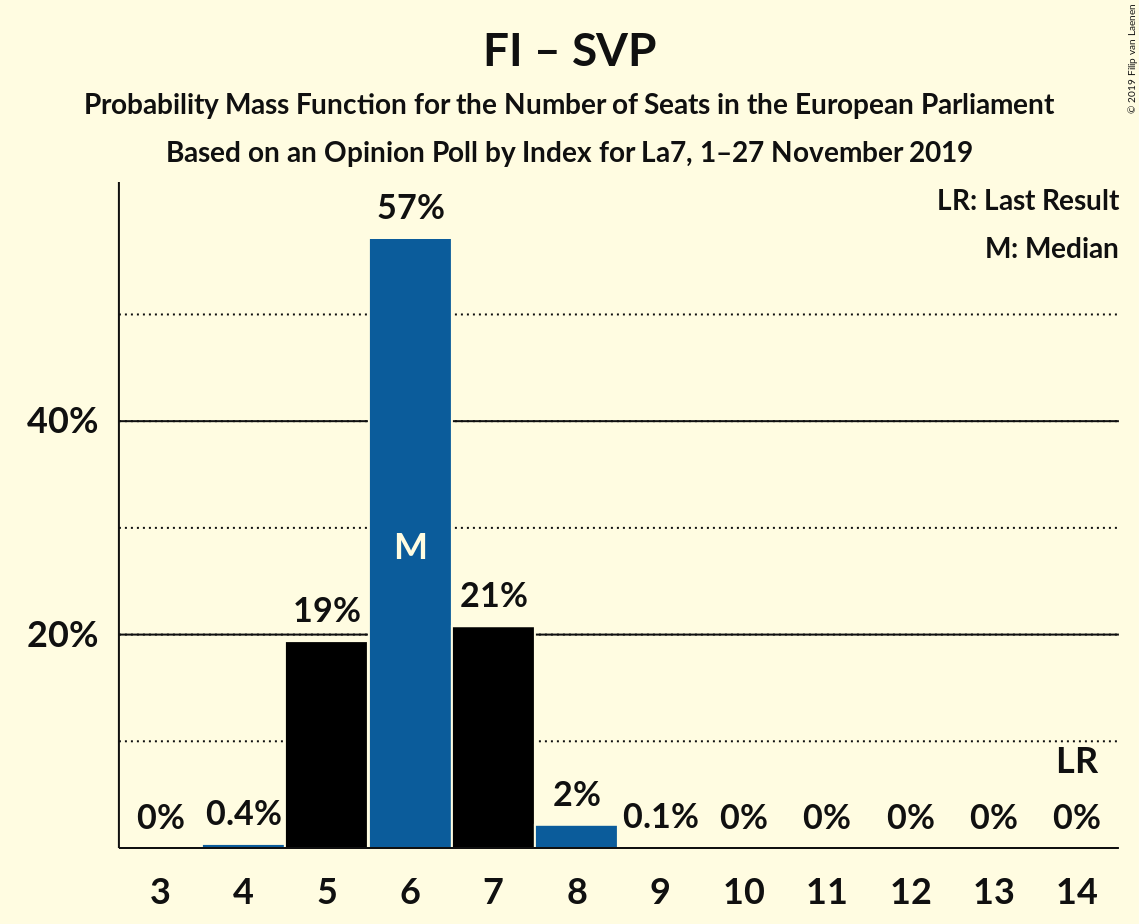 FI – SVP
Probability Mass Function for the Number of Seats in the European Parliament
Based on an Opinion Poll by Index for La7, 1–27 November 2019
© 2019 Filip van Laenen
LR: Last Result
M: Median
57%
40%
M
21%
19%
20%
LR
2%
0% 0.4% 0.1% 0% 0% 0% 0% 0%
3 4 5 6 7 8 9 10 11 12 13 14